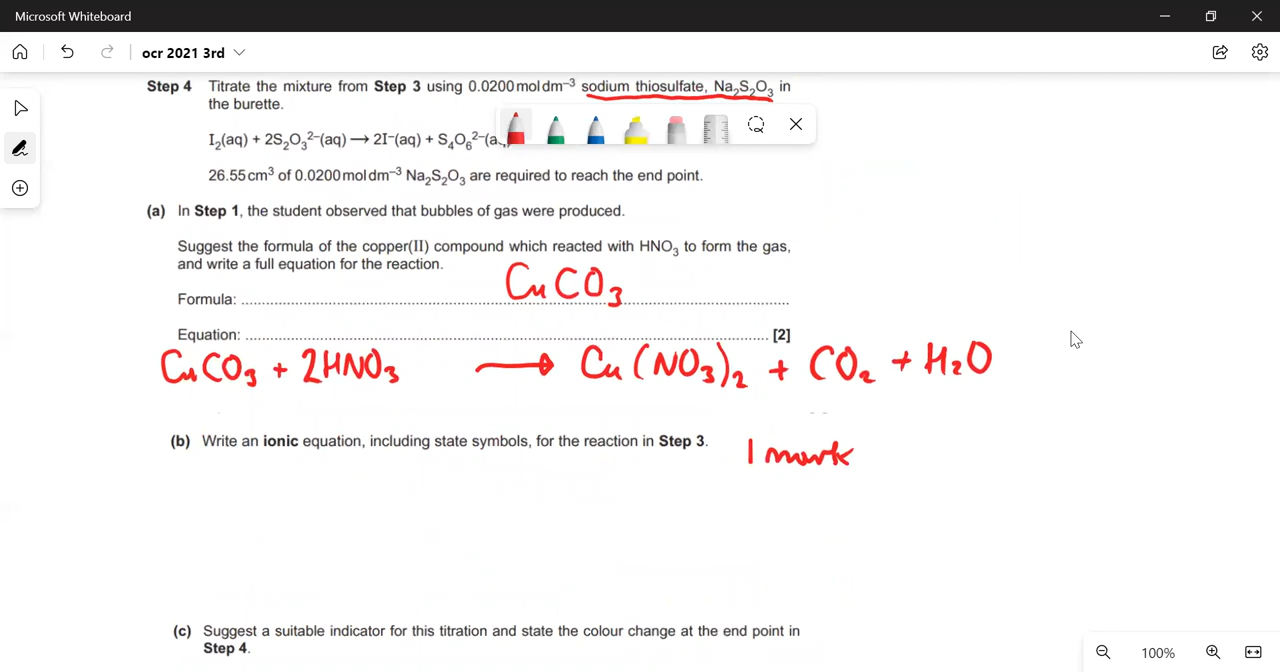 Microsoft Whiteboard
ocr 2021 3rd
Step 4 Titrate the mixture from Step 3 using 0.0200 mol dm⁻³ sodium thiosulfate, Na₂S₂O₃ in
the burette.
I₂(aq) + 2S₂O₃²⁻(aq) → 2I⁻(aq) + S₄O₆²⁻(aq)
26.55 cm³ of 0.0200 mol dm⁻³ Na₂S₂O₃ are required to reach the end point.
(a) In Step 1, the student observed that bubbles of gas were produced.
Suggest the formula of the copper(II) compound which reacted with HNO₃ to form the gas,
and write a full equation for the reaction.
CuCO₃
Formula: ........................................................................
Equation: ........................................................................ [2]
CuCO₃ + 2HNO₃ → Cu(NO₃)₂ + CO₂ + H₂O
(b) Write an ionic equation, including state symbols, for the reaction in Step 3. 1 mark
(c) Suggest a suitable indicator for this titration and state the colour change at the end point in
Step 4.
100%